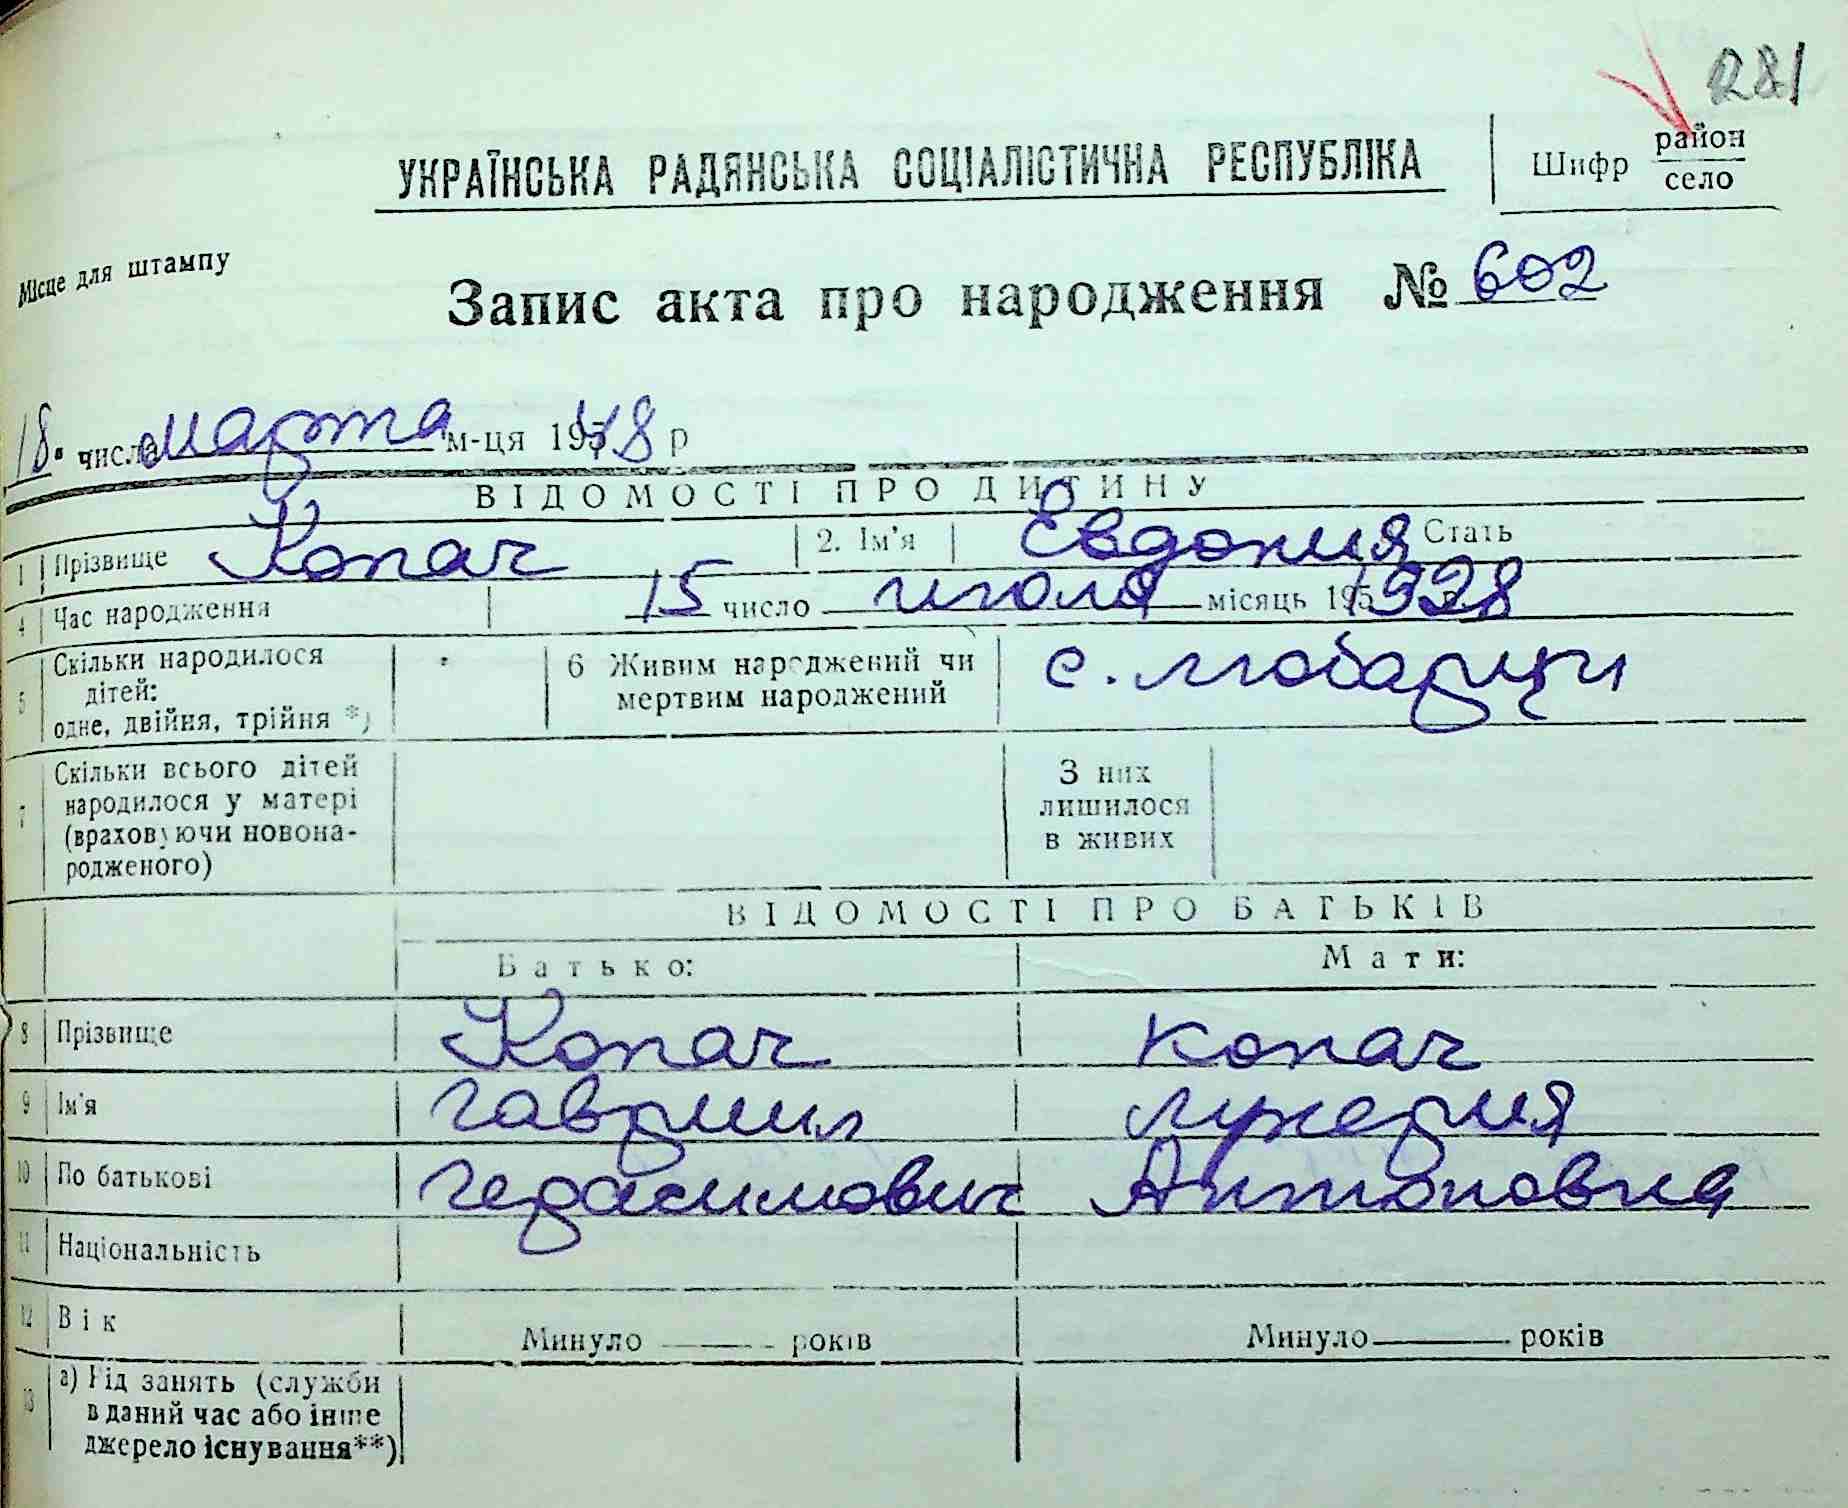 281
УКРАЇНСЬКА РАДЯНСЬКА СОЦІАЛІСТИЧНА РЕСПУБЛІКА
Шифр район
село
Місце для штампу
Запис акта про народження № 602
18. числа марта м-ця 1948 р
ВІДОМОСТІ ПРО ДИТИНУ
1 Прізвище Копач 2. Ім'я Евдокия Стать
4 Час народження 15 число июля місяць 195 1928
5 Скільки народилося дітей: одне, двійня, трійня *)
6 Живим народжений чи мертвим народжений с.
7 Скільки всього дітей народилося у матері (враховуючи новонародженого)
З них лишилося в живих
ВІДОМОСТІ ПРО БАТЬКІВ
Батько: Мати:
8 Прізвище Копач Копач
9 Ім'я Гавриил Лукерия
10 По батькові Герасимович Антоновна
11 Національність
12 Вік Минуло ——— років Минуло ——— років
13 а) Рід занять (служби в даний час або інше джерело існування**)